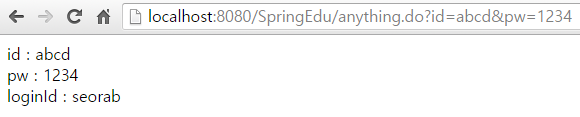 localhost:8080/SpringEdu/anything.do?id=abcd&pw=1234
id : abcd
pw : 1234
loginId : seorab